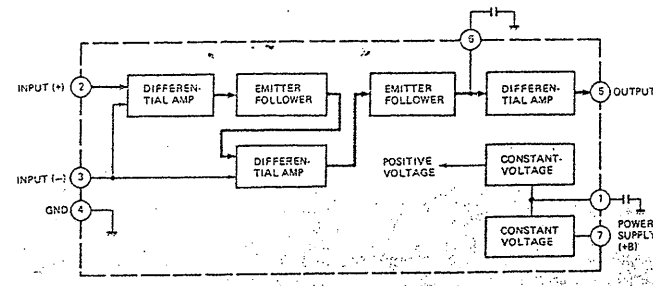 6
INPUT (+)
2
DIFFEREN-
TIAL AMP
EMITTER
FOLLOWER
EMITTER
FOLLOWER
DIFFEREN-
TIAL AMP
5
OUTPUT
INPUT (−)
3
DIFFEREN-
TIAL AMP
POSITIVE
VOLTAGE
CONSTANT-
VOLTAGE
GND
4
1
CONSTANT
VOLTAGE
7
POWER
SUPPLY
(+B)